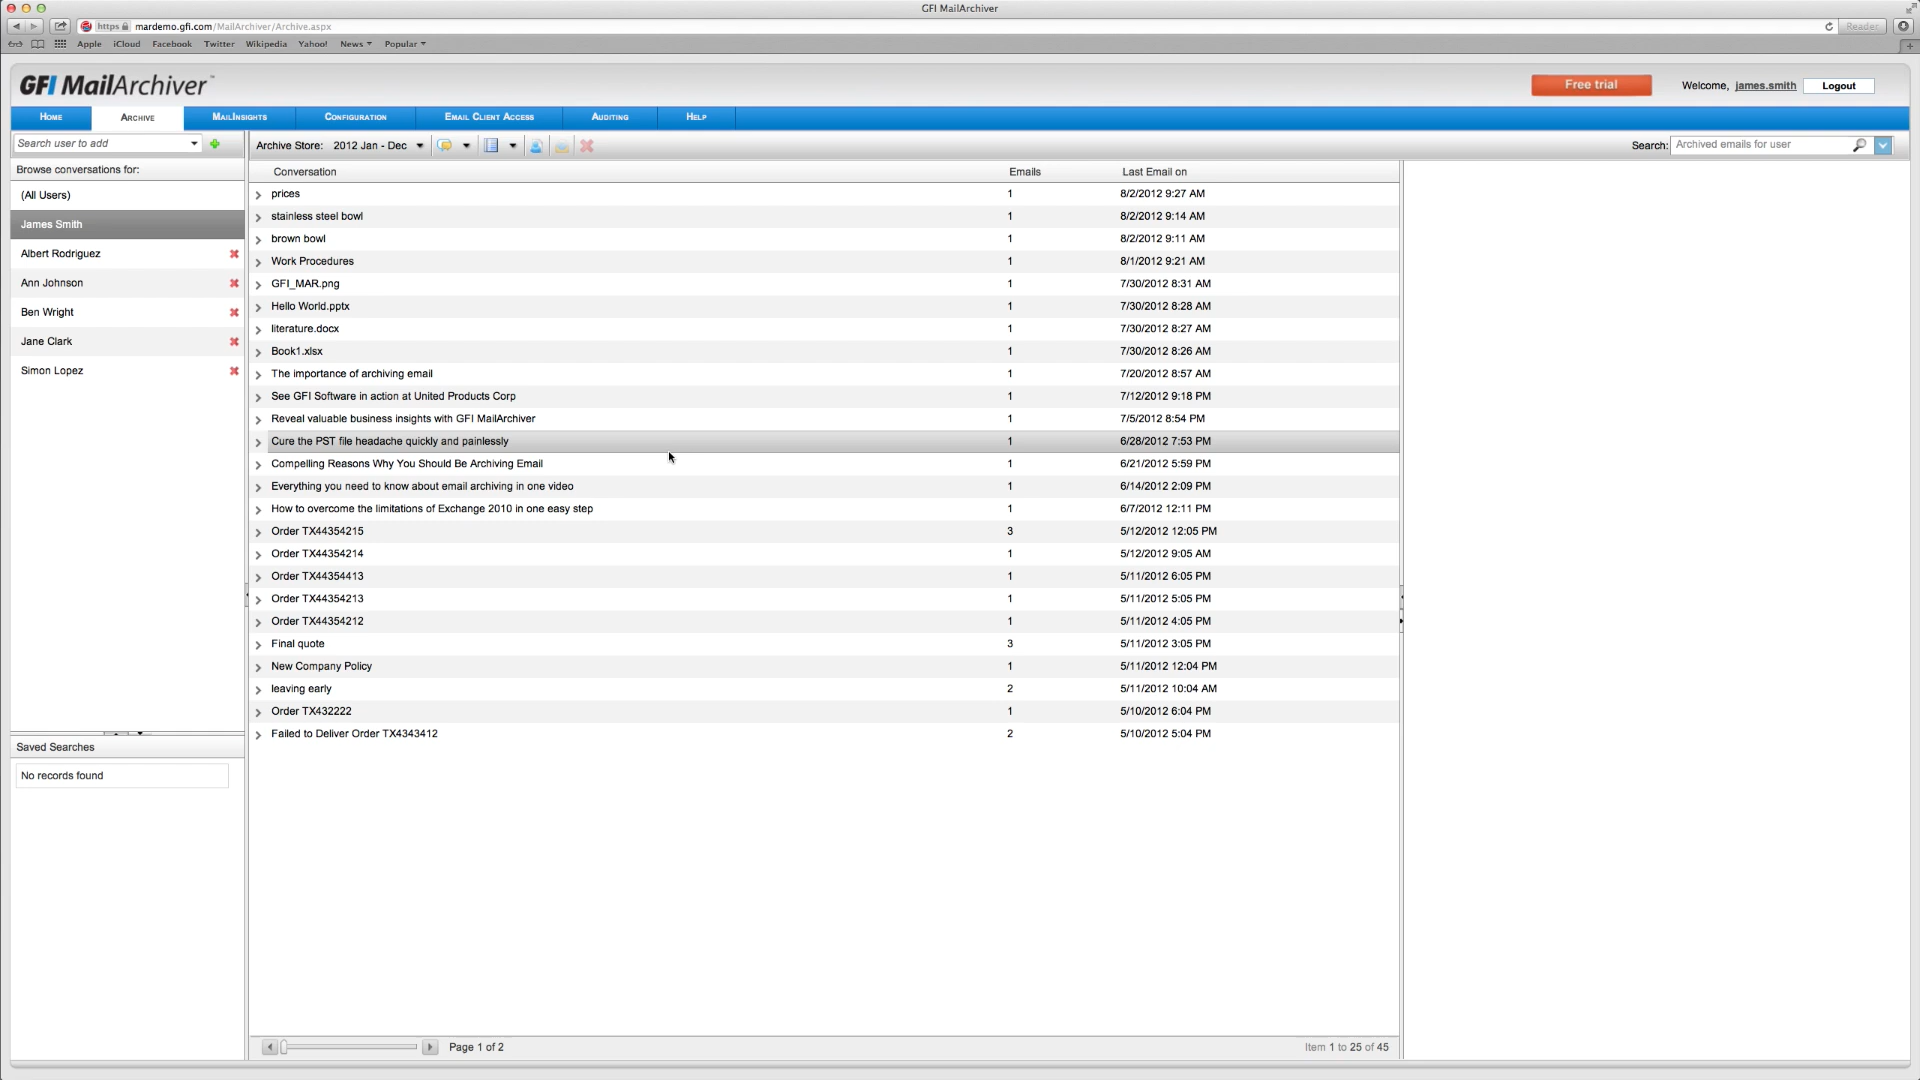 GFI MailArchiver
https mardemo.gfi.com/MailArchiver/Archive.aspx Reader
Apple iCloud Facebook Twitter Wikipedia Yahoo! News Popular
GFI MailArchiver™
Free trial Welcome, james.smith Logout
Home Archive MailInsights Configuration Email Client Access Auditing Help
Search user to add Archive Store: 2012 Jan - Dec Search: Archived emails for user
Browse conversations for:
(All Users)
James Smith
Albert Rodriguez
Ann Johnson
Ben Wright
Jane Clark
Simon Lopez
Saved Searches
No records found
Conversation Emails Last Email on
prices 1 8/2/2012 9:27 AM
stainless steel bowl 1 8/2/2012 9:14 AM
brown bowl 1 8/2/2012 9:11 AM
Work Procedures 1 8/1/2012 9:21 AM
GFI_MAR.png 1 7/30/2012 8:31 AM
Hello World.pptx 1 7/30/2012 8:28 AM
literature.docx 1 7/30/2012 8:27 AM
Book1.xlsx 1 7/30/2012 8:26 AM
The importance of archiving email 1 7/20/2012 8:57 AM
See GFI Software in action at United Products Corp 1 7/12/2012 9:18 PM
Reveal valuable business insights with GFI MailArchiver 1 7/5/2012 8:54 PM
Cure the PST file headache quickly and painlessly 1 6/28/2012 7:53 PM
Compelling Reasons Why You Should Be Archiving Email 1 6/21/2012 5:59 PM
Everything you need to know about email archiving in one video 1 6/14/2012 2:09 PM
How to overcome the limitations of Exchange 2010 in one easy step 1 6/7/2012 12:11 PM
Order TX44354215 3 5/12/2012 12:05 PM
Order TX44354214 1 5/12/2012 9:05 AM
Order TX44354413 1 5/11/2012 6:05 PM
Order TX44354213 1 5/11/2012 5:05 PM
Order TX44354212 1 5/11/2012 4:05 PM
Final quote 3 5/11/2012 3:05 PM
New Company Policy 1 5/11/2012 12:04 PM
leaving early 2 5/11/2012 10:04 AM
Order TX432222 1 5/10/2012 6:04 PM
Failed to Deliver Order TX4343412 2 5/10/2012 5:04 PM
Page 1 of 2 Item 1 to 25 of 45